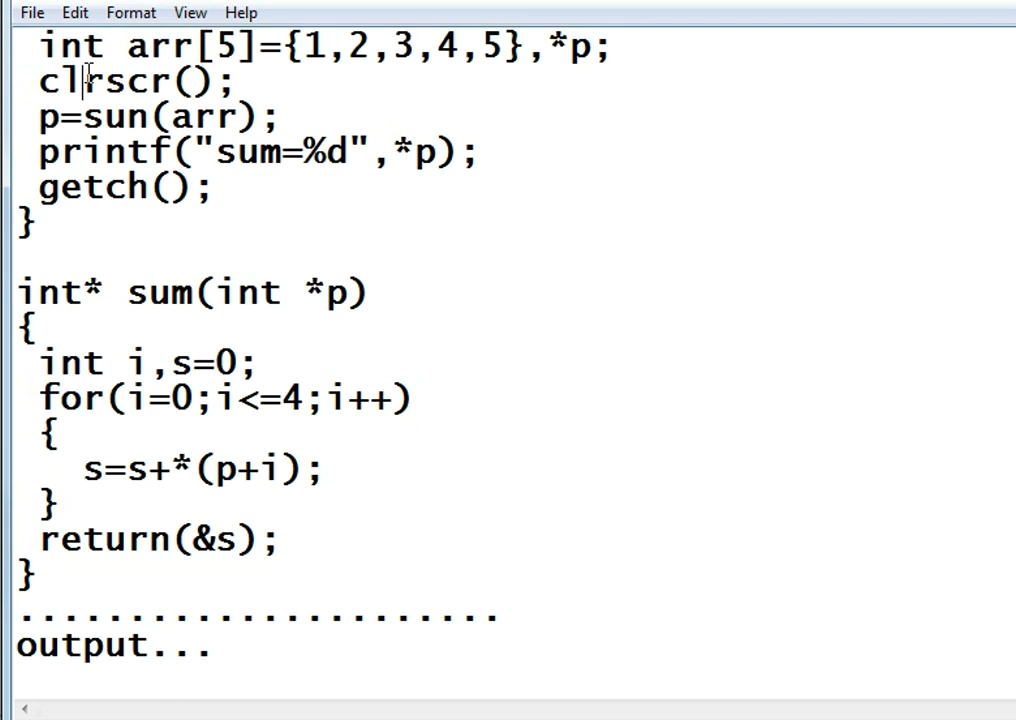 File Edit Format View Help
int arr[5]={1,2,3,4,5},*p;
clrscr();
p=sun(arr);
printf("sum=%d",*p);
getch();
}
int* sum(int *p)
{
int i,s=0;
for(i=0;i<=4;i++)
{
s=s+*(p+i);
}
return(&s);
}
......................
output...